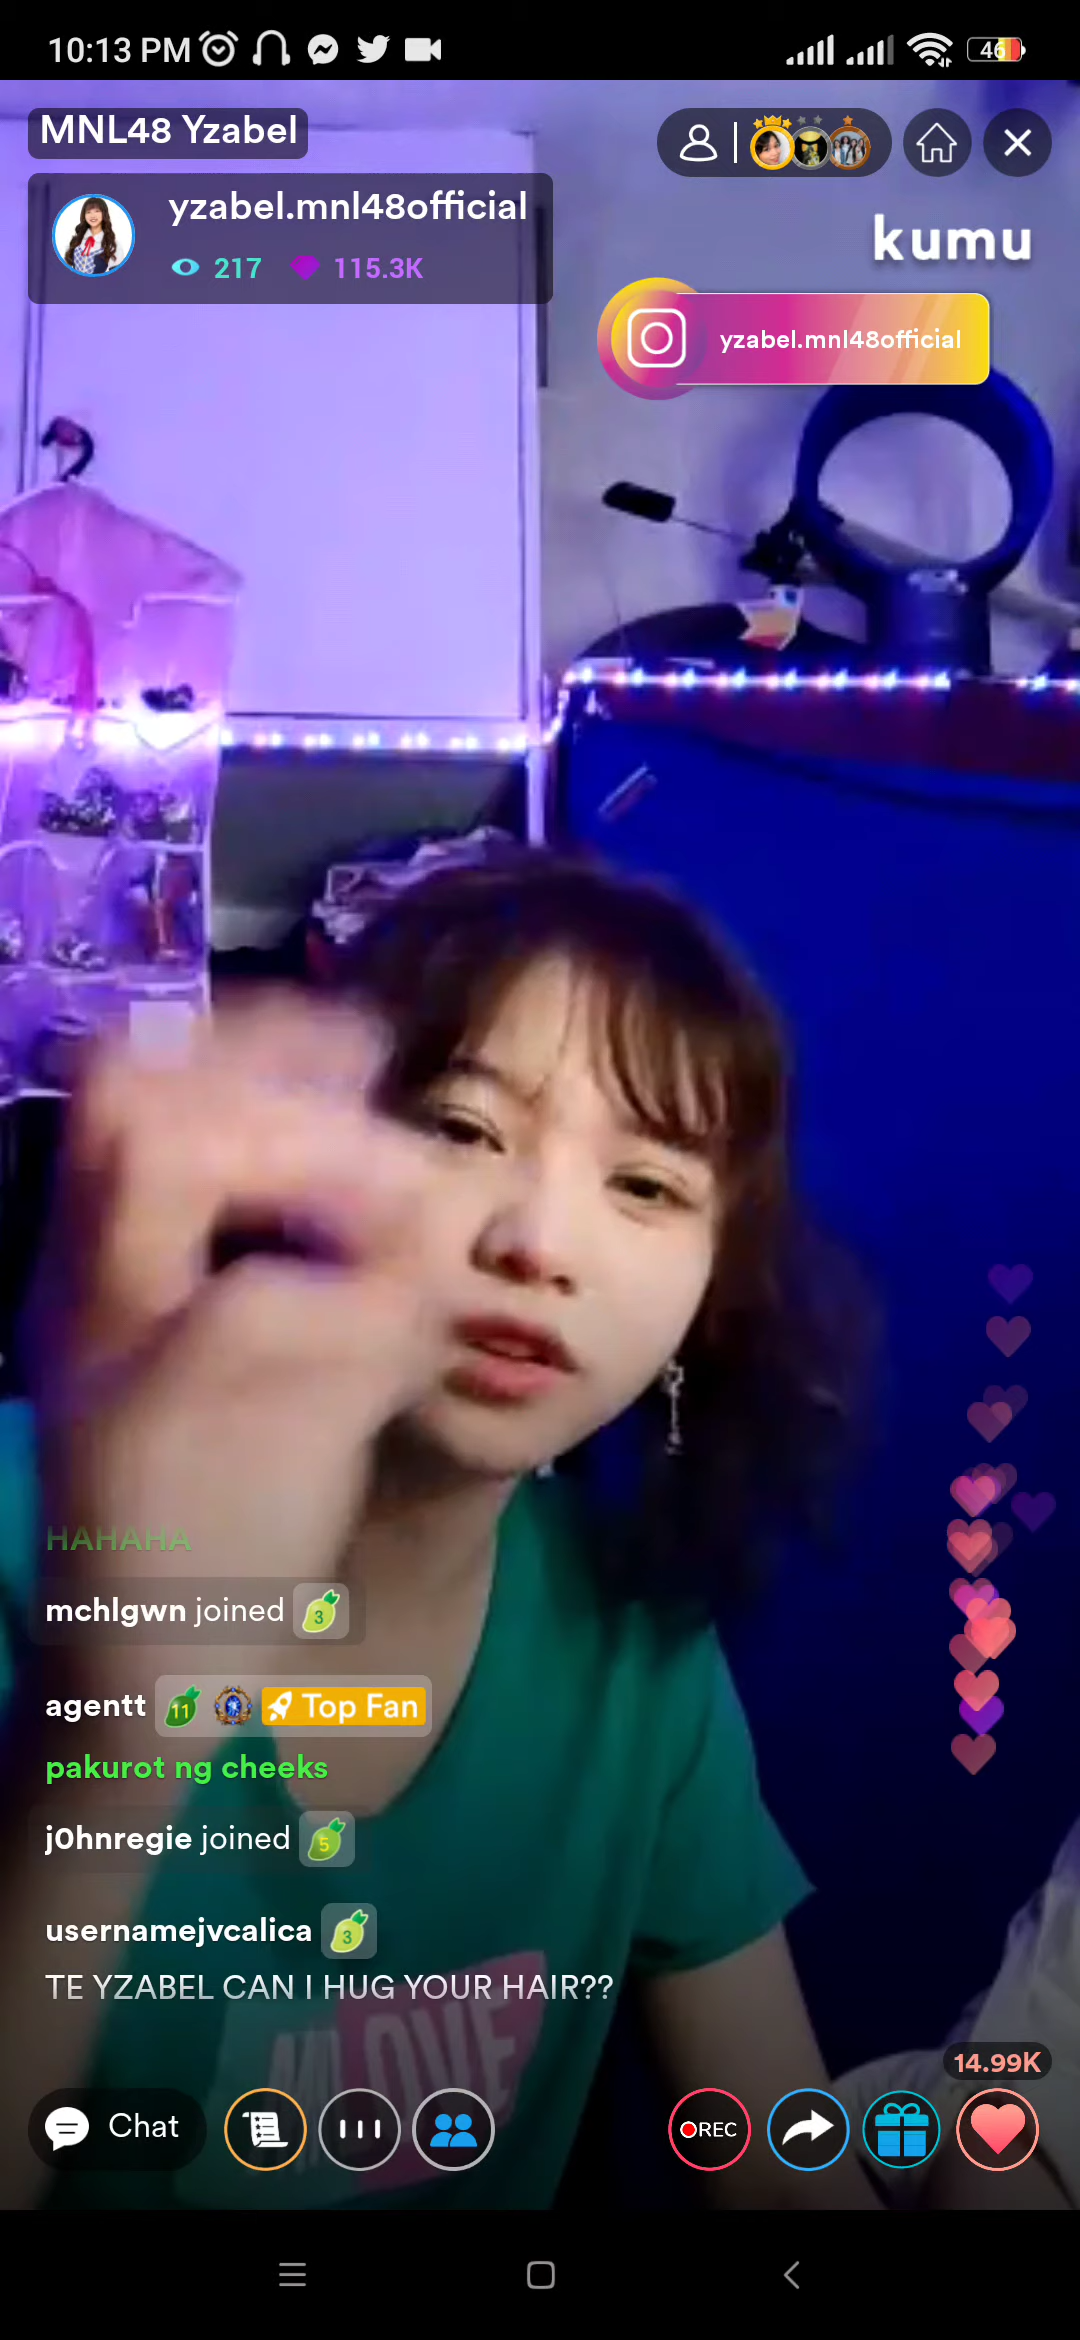 10:13 PM
46
MNL48 Yzabel
yzabel.mnl48official
217 115.3K
kumu
yzabel.mnl48official
HAHAHA
mchlgwn joined 3
agentt 11 Top Fan
pakurot ng cheeks
j0hnregie joined 5
usernamejvcalica 3
TE YZABEL CAN I HUG YOUR HAIR??
LOVE
14.99K
Chat
REC